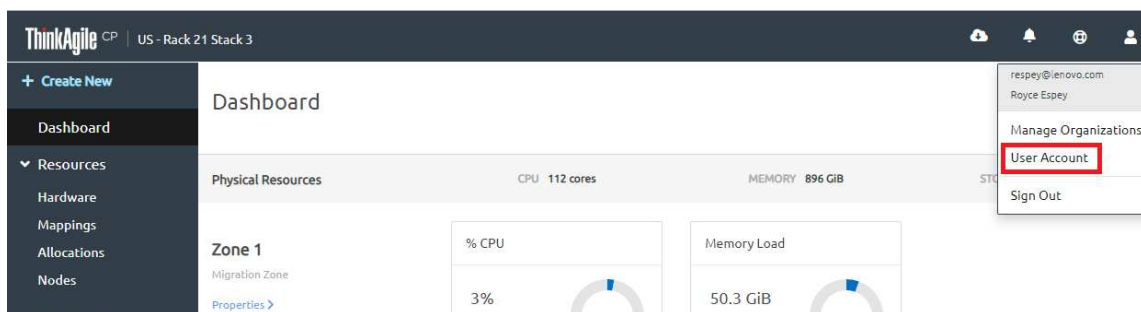 ThinkAgile CP | US - Rack 21 Stack 3
+ Create New
Dashboard
Resources
Hardware
Mappings
Allocations
Nodes
Dashboard
respey@lenovo.com
Royce Espey
Manage Organizations
User Account
Sign Out
Physical Resources CPU 112 cores MEMORY 896 GiB
Zone 1
Migration Zone
Properties >
% CPU
3%
Memory Load
50.3 GiB